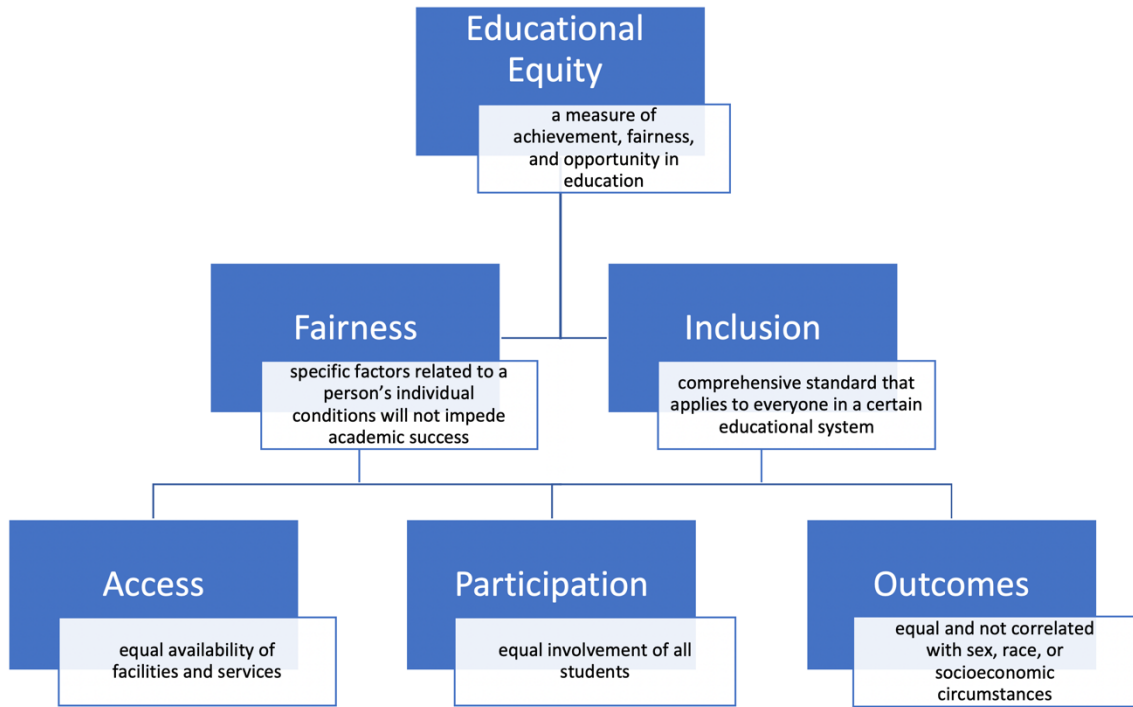 Educational
Equity
a measure of
achievement, fairness,
and opportunity in
education
Fairness
specific factors related to a
person's individual
conditions will not impede
academic success
Inclusion
comprehensive standard that
applies to everyone in a certain
educational system
Access
equal availability of
facilities and services
Participation
equal involvement of all
students
Outcomes
equal and not correlated
with sex, race, or
socioeconomic
circumstances